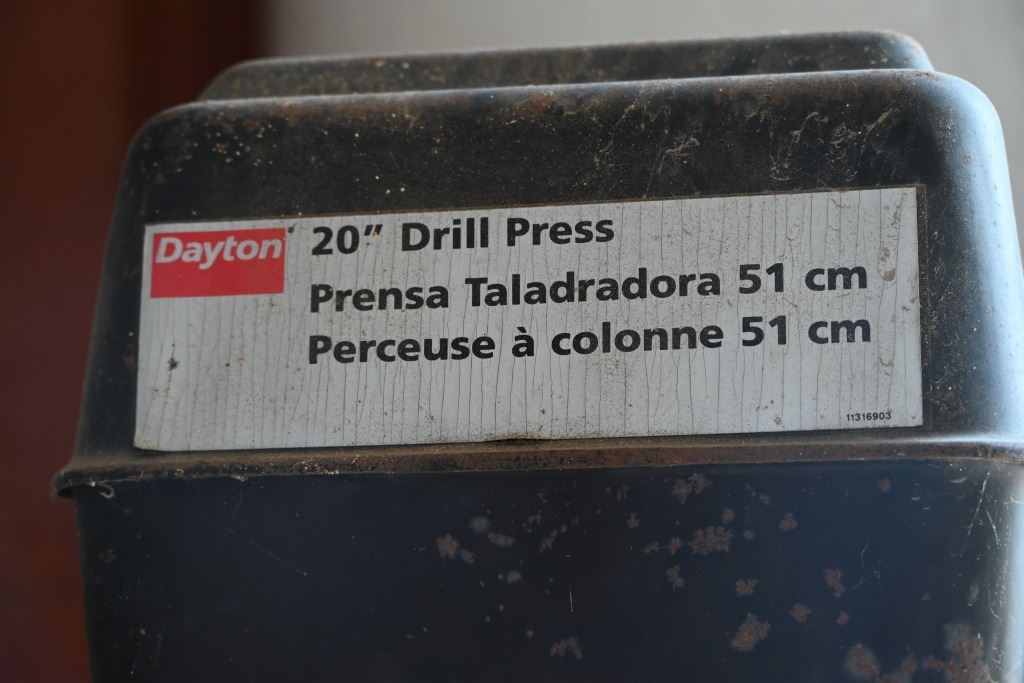 Dayton
20" Drill Press
Prensa Taladradora 51 cm
Perceuse à colonne 51 cm
11316903